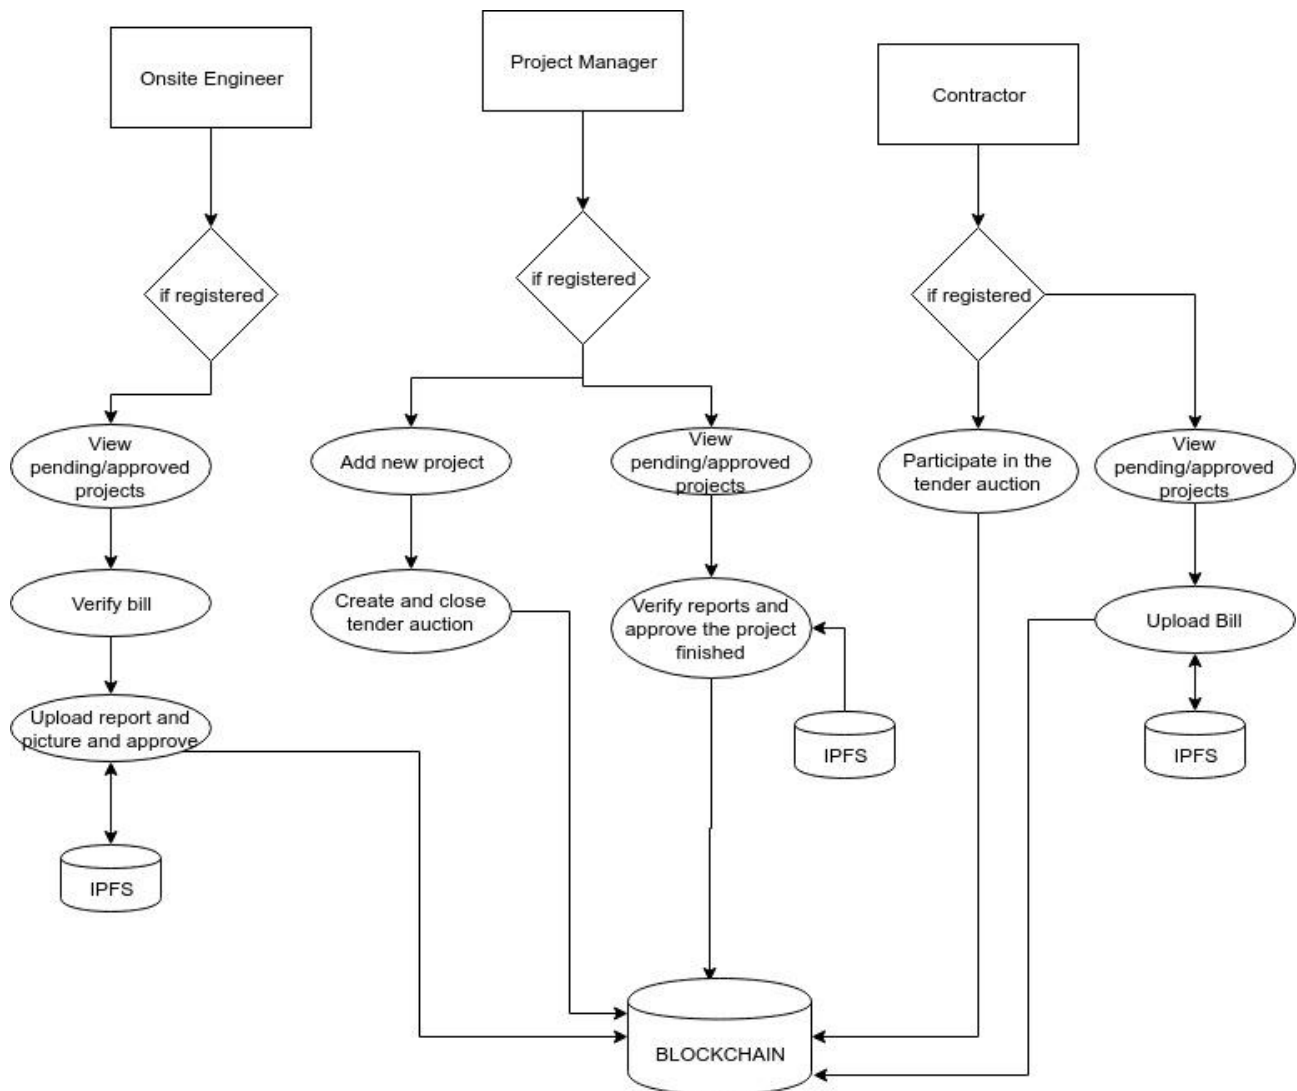 Onsite Engineer
Project Manager
Contractor
if registered
if registered
if registered
View
pending/approved
projects
Add new project
View
pending/approved
projects
Participate in the
tender auction
View
pending/approved
projects
Verify bill
Create and close
tender auction
Verify reports and
approve the project
finished
Upload Bill
Upload report and
picture and approve
IPFS
IPFS
IPFS
BLOCKCHAIN